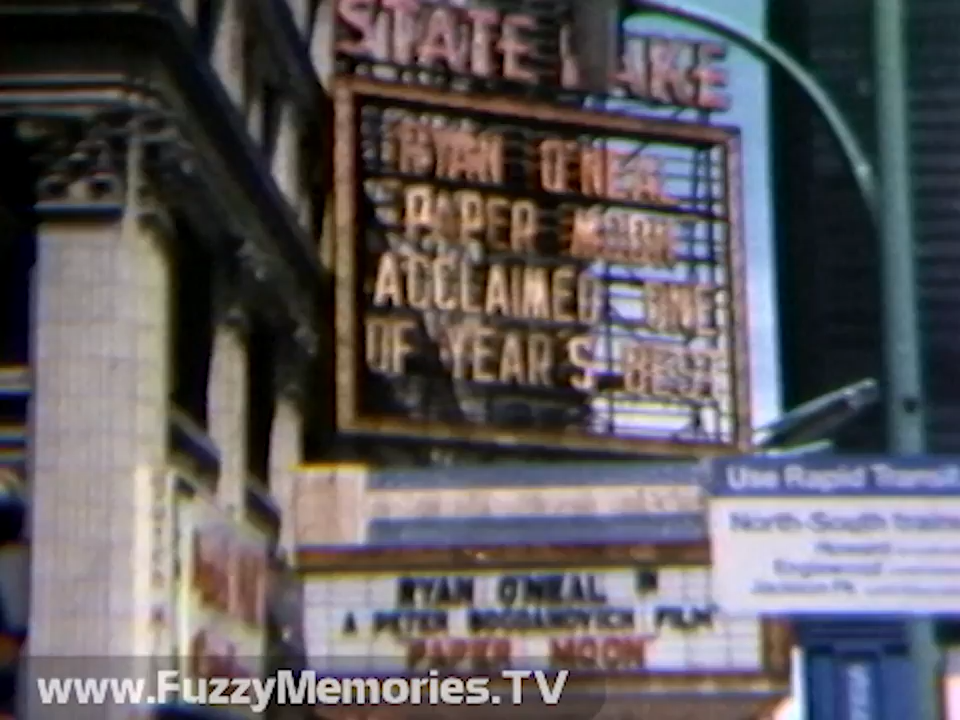 STATE LAKE
RYAN O'NEAL
PAPER MOON
ACCLAIMED ONE
OF YEAR'S BEST
Use Rapid Transit
North-South trains
Howard
Englewood
Jackson Pk.
RYAN O'NEAL IN
A PETER BOGDANOVICH FILM
PAPER MOON
www.FuzzyMemories.TV